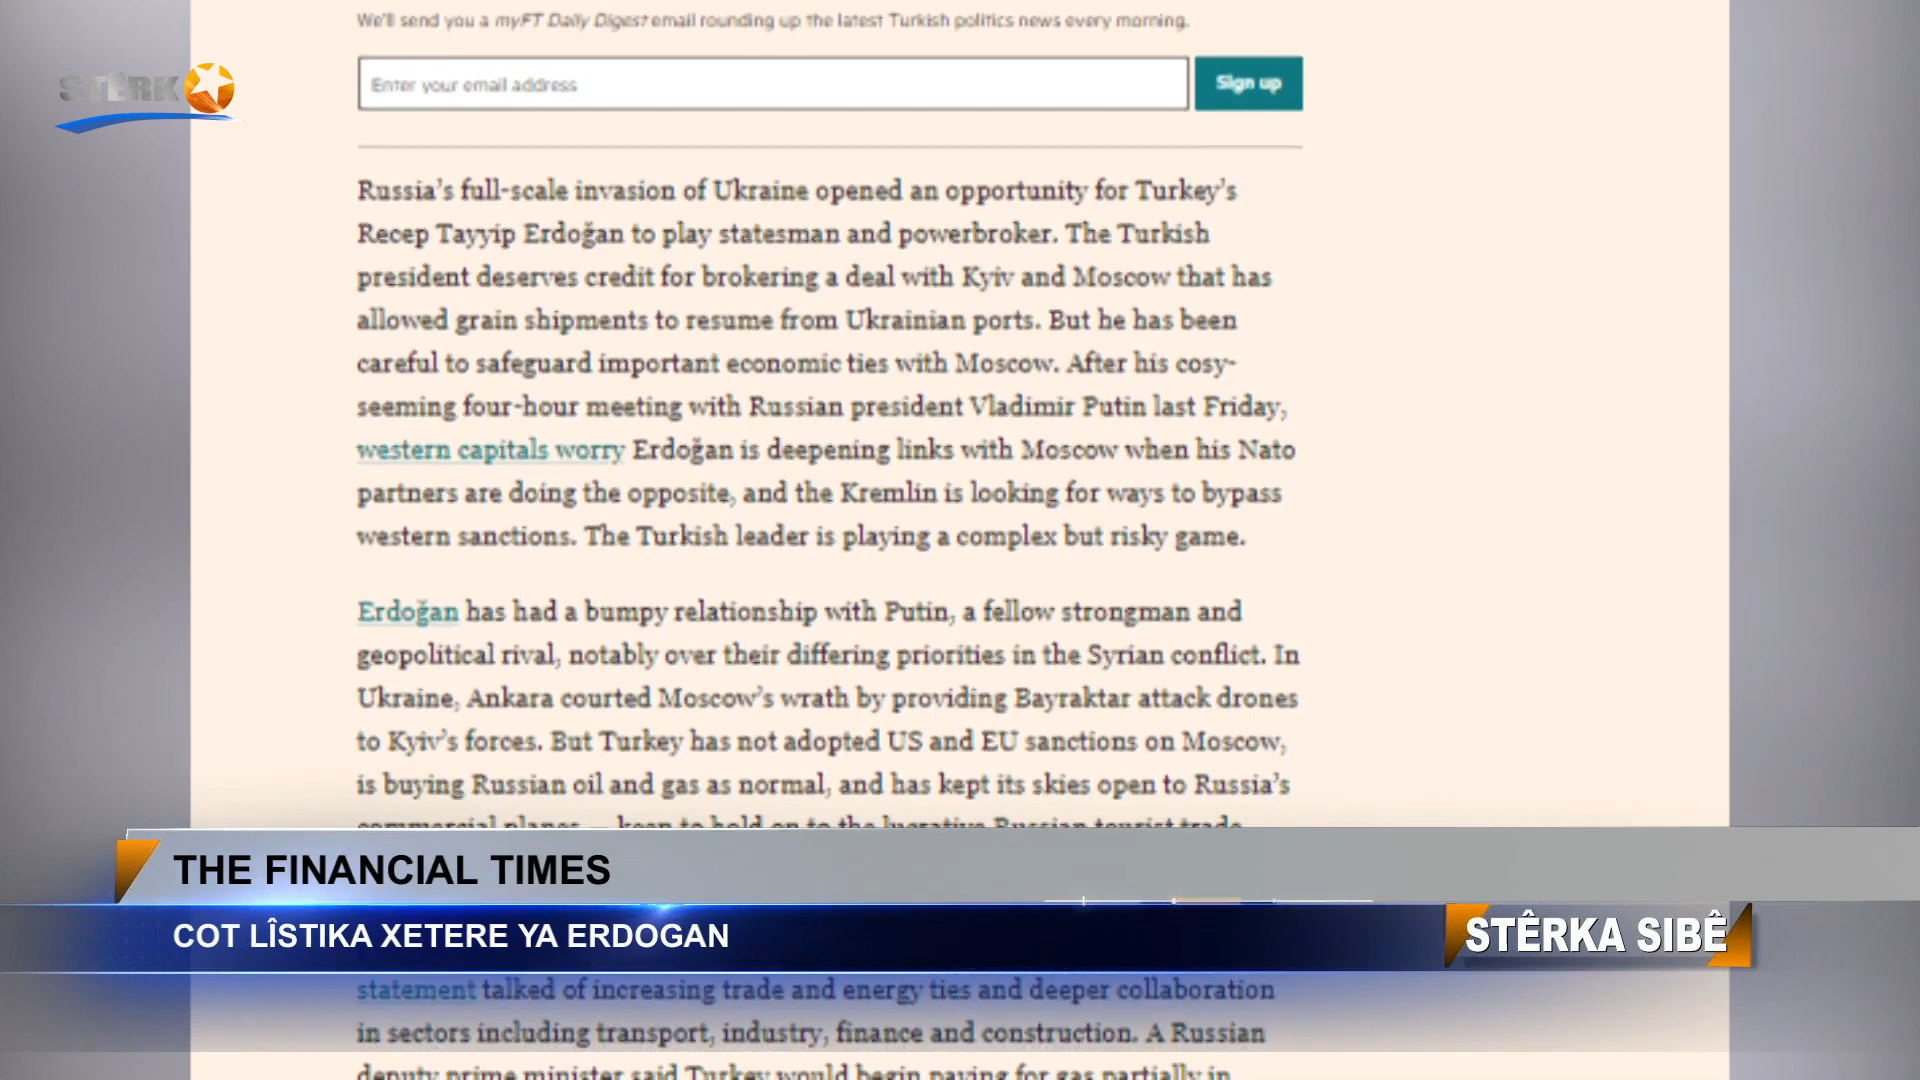 We'll send you a myFT Daily Digest email rounding up the latest Turkish politics news every morning.
Enter your email address
Sign up
STÊRK
Russia's full-scale invasion of Ukraine opened an opportunity for Turkey's
Recep Tayyip Erdoğan to play statesman and powerbroker. The Turkish
president deserves credit for brokering a deal with Kyiv and Moscow that has
allowed grain shipments to resume from Ukrainian ports. But he has been
careful to safeguard important economic ties with Moscow. After his cosy-
seeming four-hour meeting with Russian president Vladimir Putin last Friday,
western capitals worry Erdoğan is deepening links with Moscow when his Nato
partners are doing the opposite, and the Kremlin is looking for ways to bypass
western sanctions. The Turkish leader is playing a complex but risky game.
Erdoğan has had a bumpy relationship with Putin, a fellow strongman and
geopolitical rival, notably over their differing priorities in the Syrian conflict. In
Ukraine, Ankara courted Moscow's wrath by providing Bayraktar attack drones
to Kyiv's forces. But Turkey has not adopted US and EU sanctions on Moscow,
is buying Russian oil and gas as normal, and has kept its skies open to Russia's
commercial planes — keen to hold on to the lucrative Russian tourist trade.
THE FINANCIAL TIMES
COT LÎSTIKA XETERE YA ERDOGAN
STÊRKA SIBÊ
statement talked of increasing trade and energy ties and deeper collaboration
in sectors including transport, industry, finance and construction. A Russian
deputy prime minister said Turkey would begin paying for gas partially in